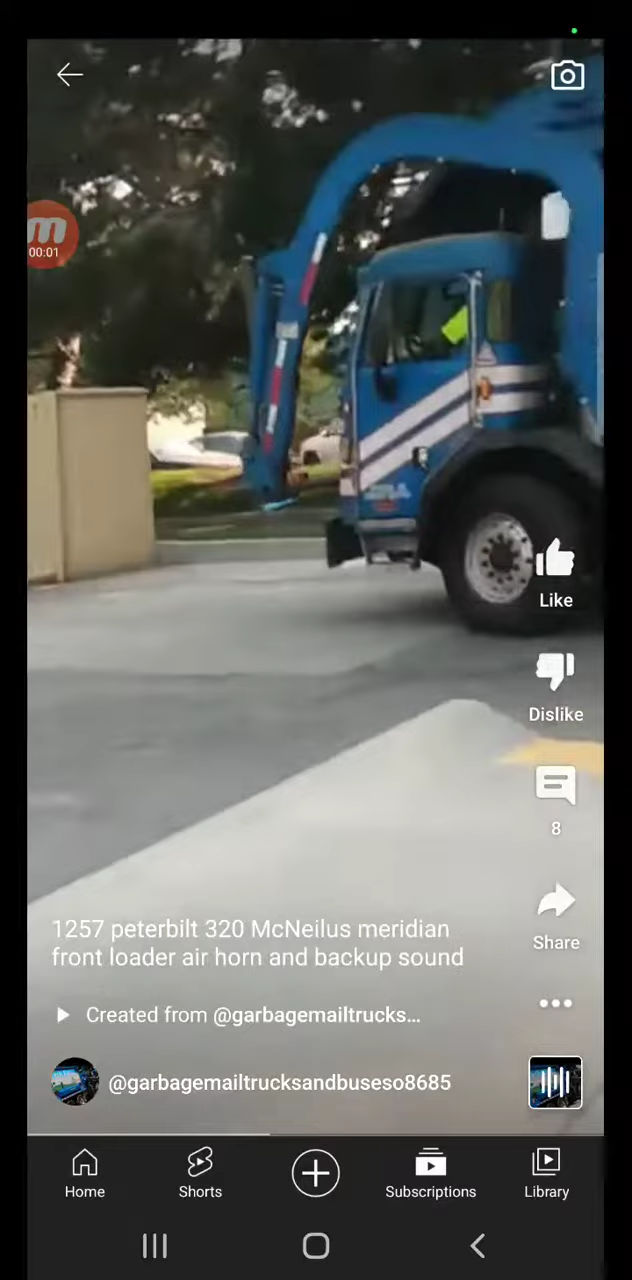 m
00:01
Like
Dislike
8
Share
1257 peterbilt 320 McNeilus meridian
front loader air horn and backup sound
Created from @garbagemailtrucks...
@garbagemailtrucksandbuseso8685
Home
Shorts
Subscriptions
Library